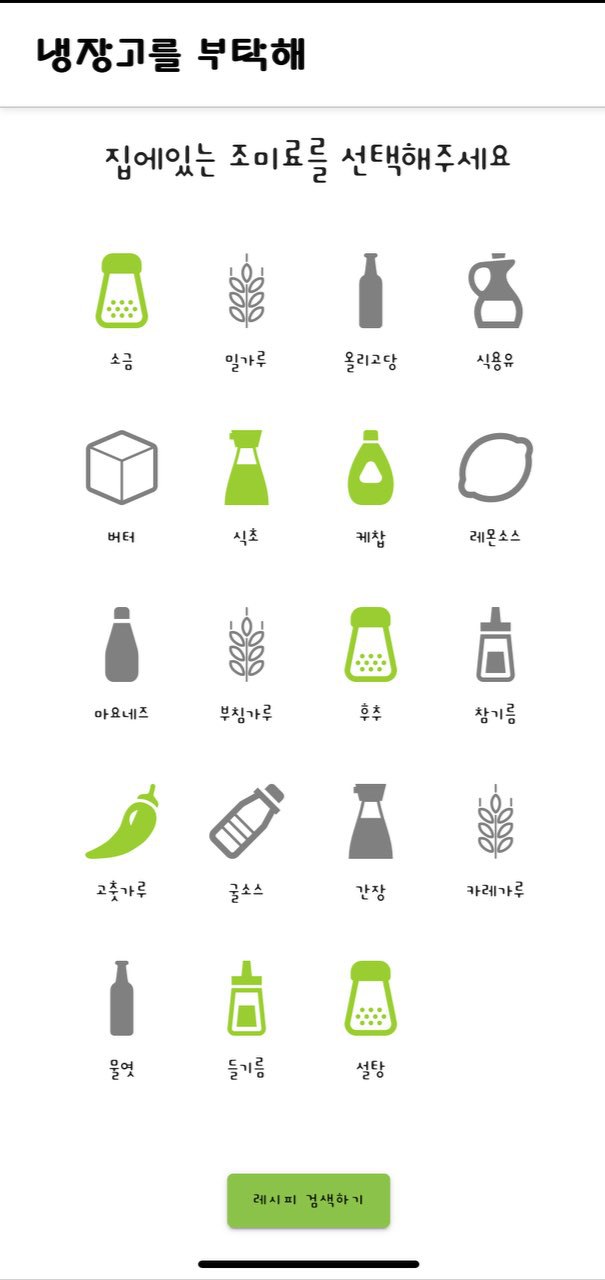 냉장고를 부탁해
집에있는 조미료를 선택해주세요
소금 밀가루 올리고당 식용유
버터 식초 케찹 레몬소스
마요네즈 부침가루 후추 참기름
고춧가루 굴소스 간장 카레가루
물엿 들기름 설탕
레시피 검색하기